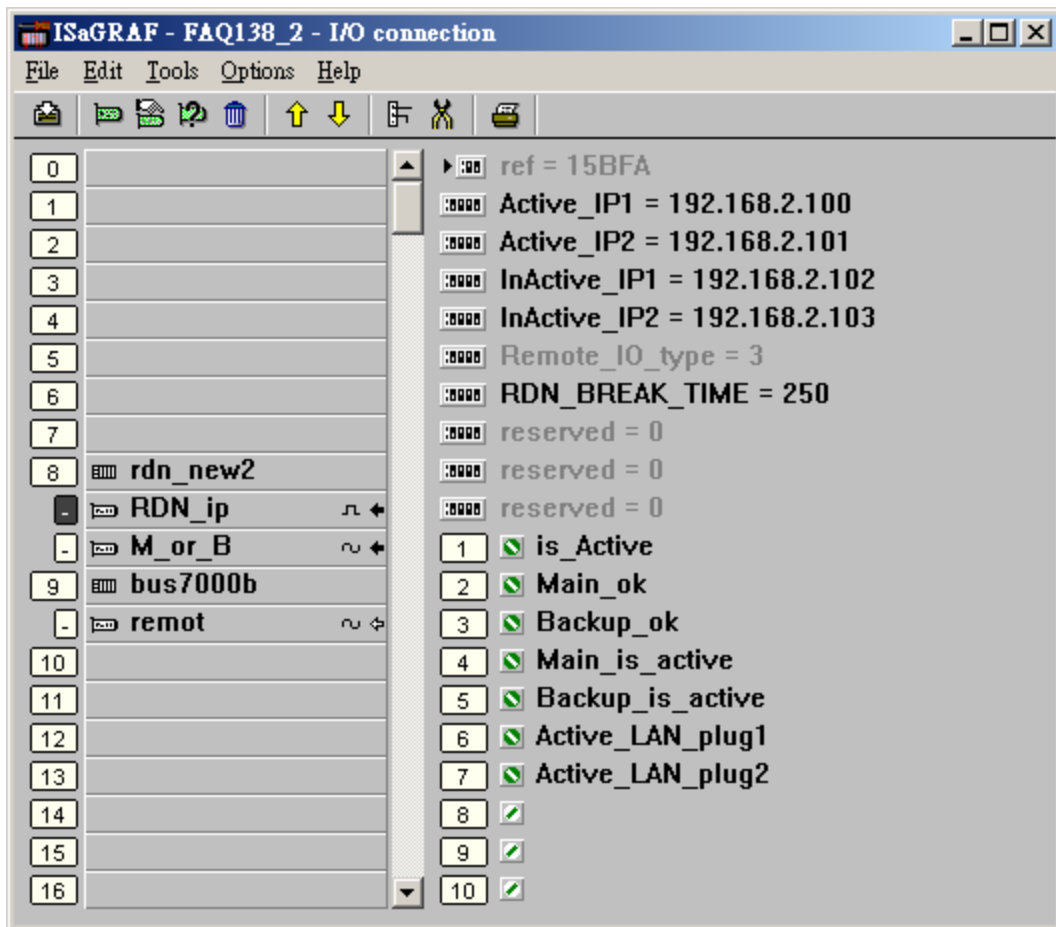 ISaGRAF - FAQ138_2 - I/O connection
File Edit Tools Options Help
0
1
2
3
4
5
6
7
8 rdn_new2
- RDN_ip
- M_or_B
9 bus7000b
- remot
10
11
12
13
14
15
16
ref = 15BFA
Active_IP1 = 192.168.2.100
Active_IP2 = 192.168.2.101
InActive_IP1 = 192.168.2.102
InActive_IP2 = 192.168.2.103
Remote_IO_type = 3
RDN_BREAK_TIME = 250
reserved = 0
reserved = 0
reserved = 0
1 is_Active
2 Main_ok
3 Backup_ok
4 Main_is_active
5 Backup_is_active
6 Active_LAN_plug1
7 Active_LAN_plug2
8
9
10